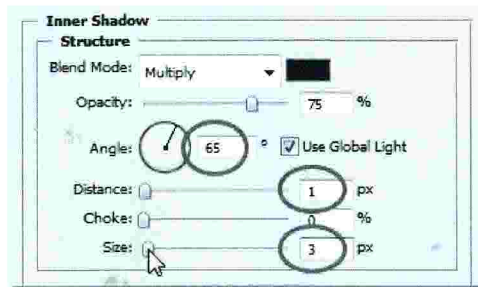 Inner Shadow
Structure
Blend Mode: Multiply
Opacity: 75 %
Angle: 65 ° Use Global Light
Distance: 1 px
Choke: 0 %
Size: 3 px